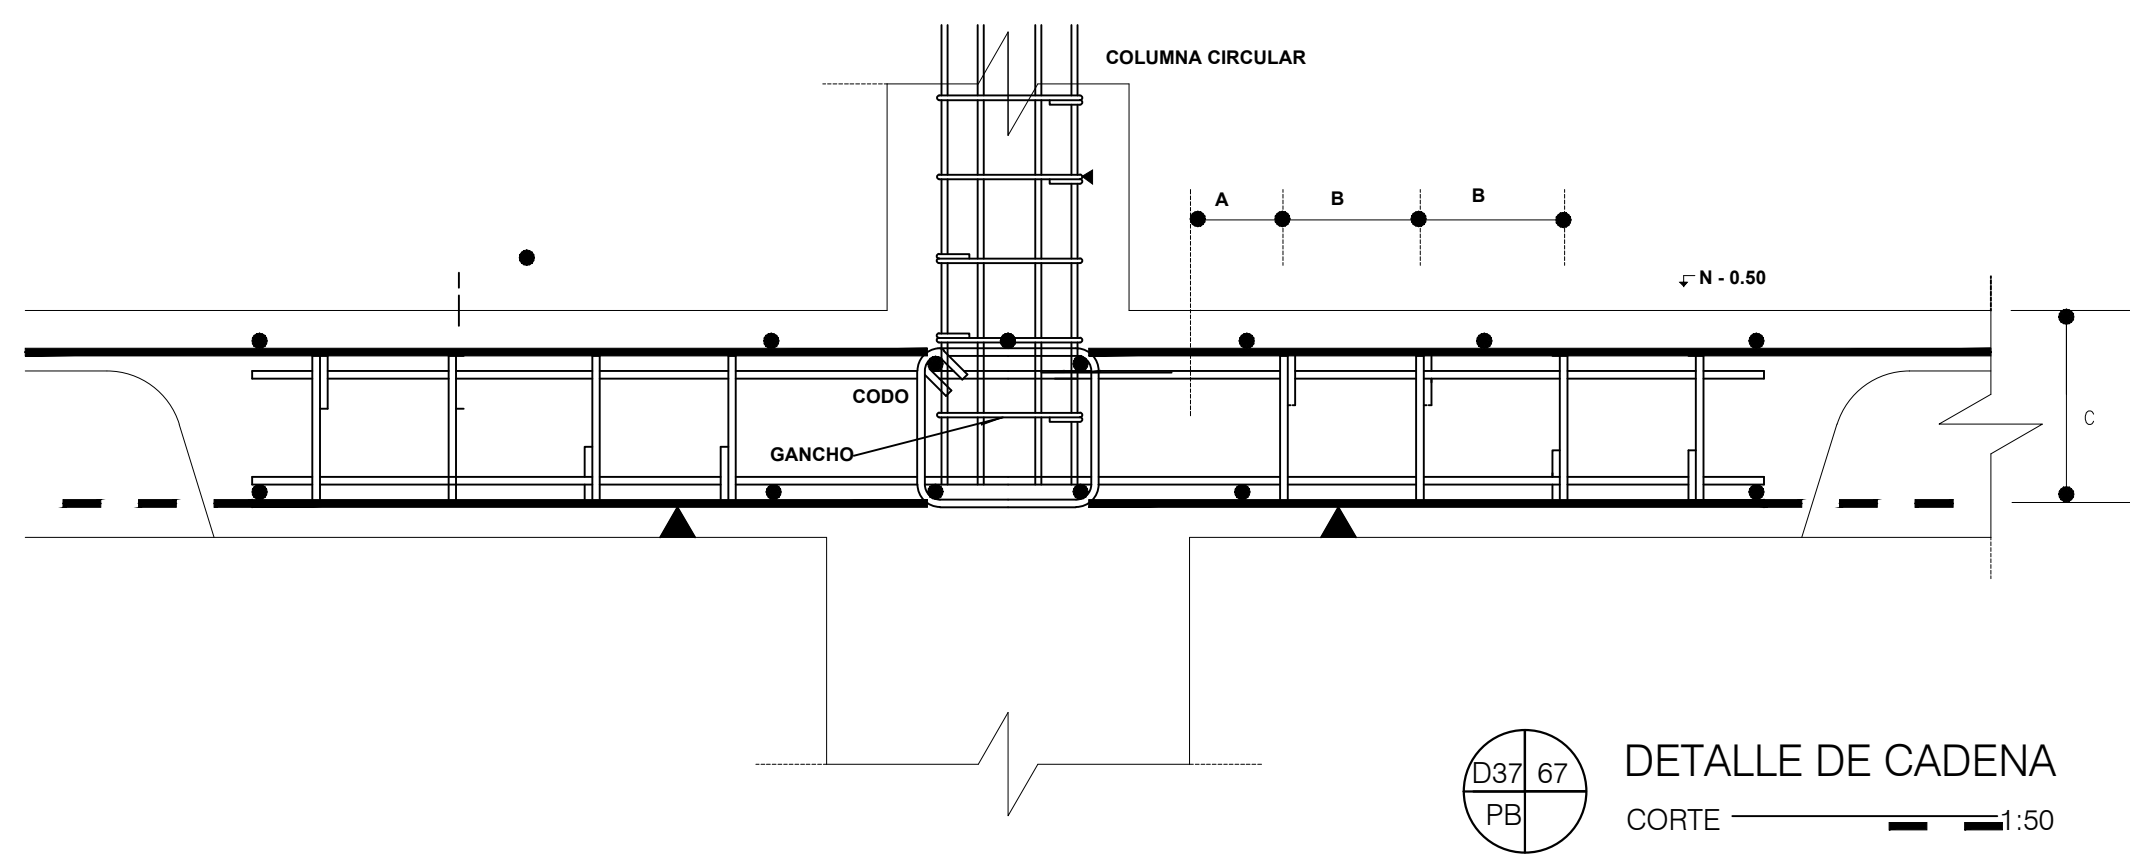 COLUMNA CIRCULAR
A B B
N - 0.50
CODO
C
GANCHO
D37 67
PB
DETALLE DE CADENA
CORTE 1:50